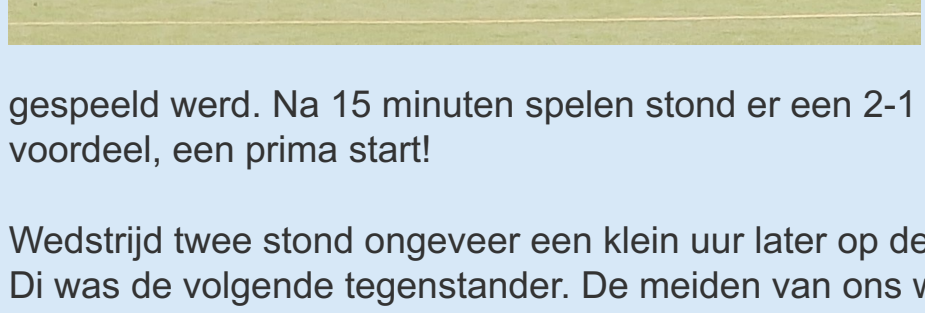 gespeeld werd. Na 15 minuten spelen stond er een 2-1
voordeel, een prima start!
Wedstrijd twee stond ongeveer een klein uur later op de
Di was de volgende tegenstander. De meiden van ons